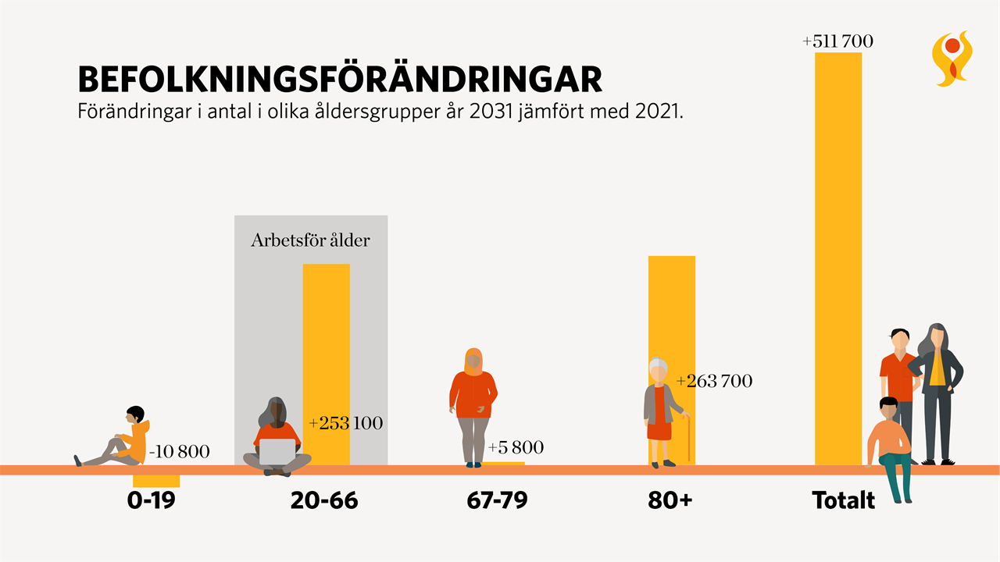 BEFOLKNINGSFÖRÄNDRINGAR
Förändringar i antal i olika åldersgrupper år 2031 jämfört med 2021.
+511 700
Arbetsför ålder
+263 700
+253 100
-10 800
+5 800
0-19
20-66
67-79
80+
Totalt